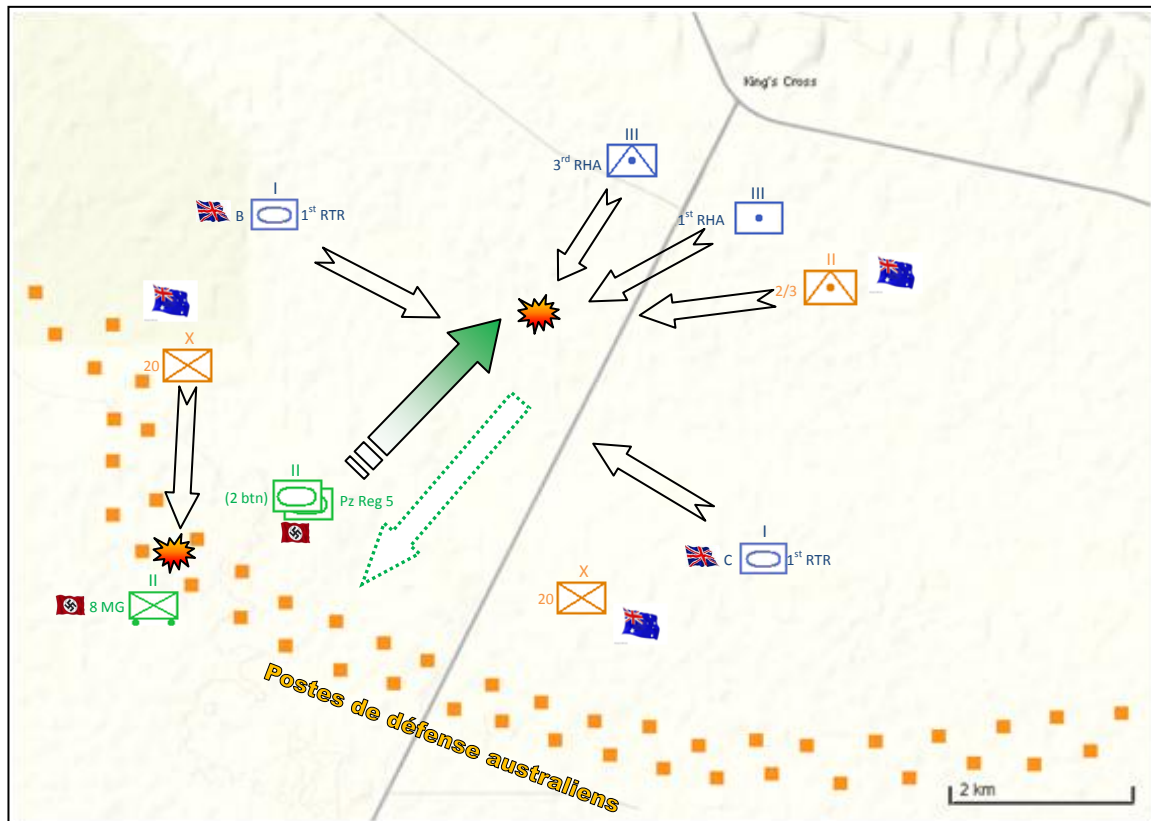 King's Cross
III
3rd RHA
III
1st RHA
I
B 1st RTR
II
2/3
X
20
II
(2 btn) Pz Reg 5
I
C 1st RTR
II
8 MG
X
20
Postes de défense australiens
2 km